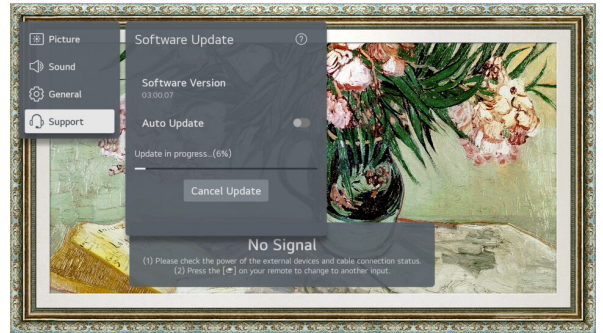 Picture
Sound
General
Support
Software Update
Software Version
03.00.07
Auto Update
Update in progress...(6%)
Cancel Update
No Signal
(1) Please check the power of the external devices and cable connection status.
(2) Press the [] on your remote to change to another input.